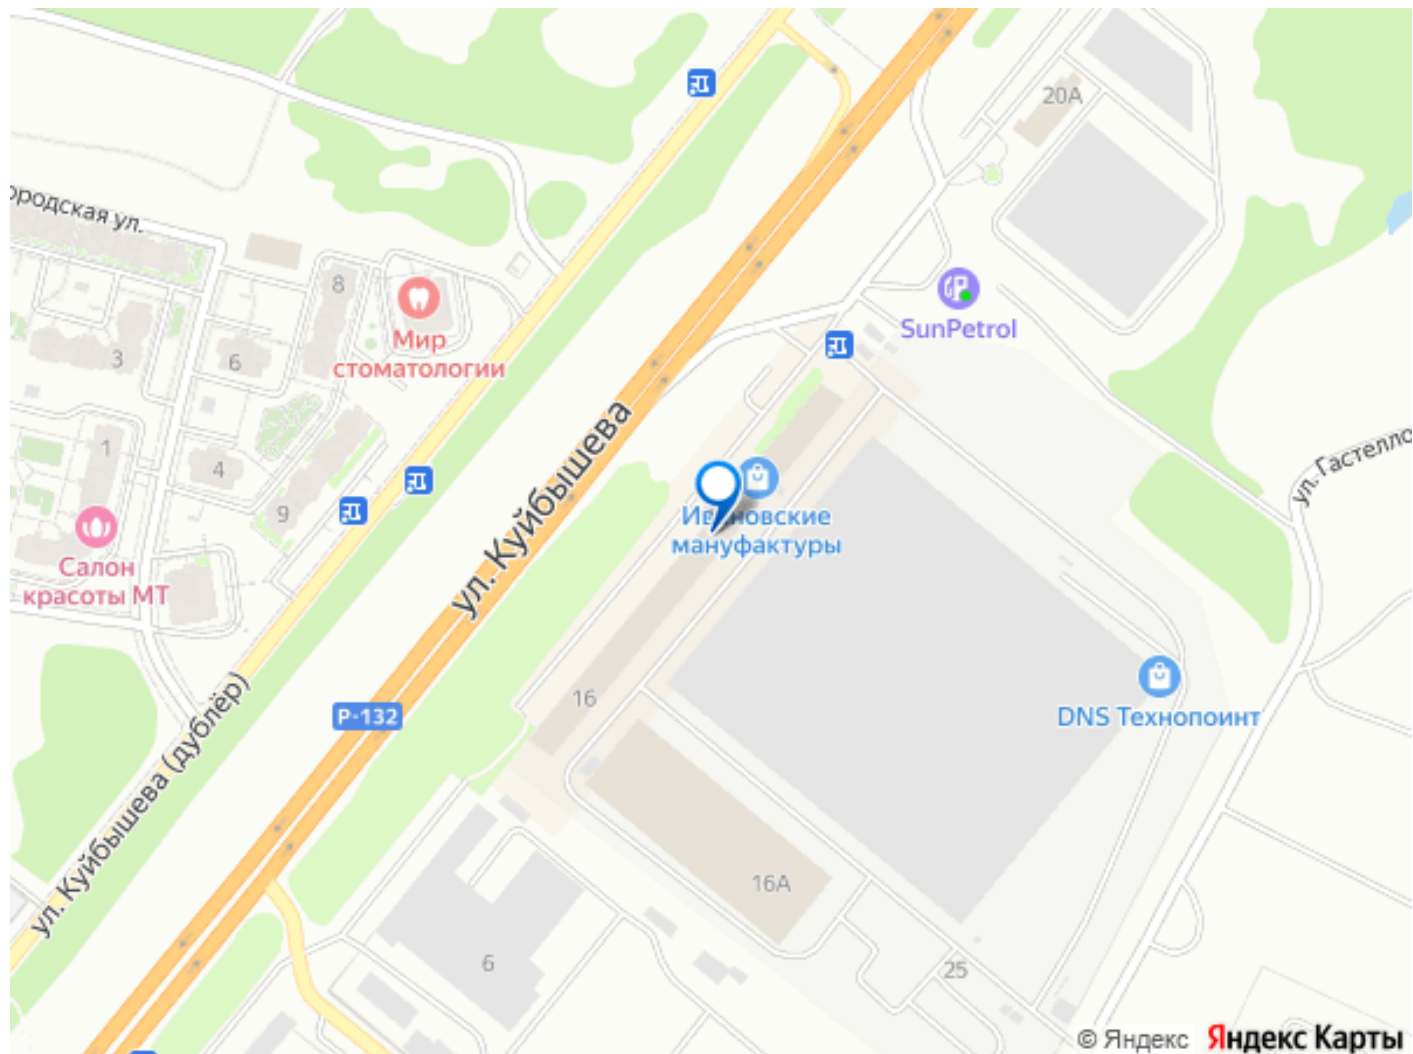 20А
ородская ул.
8
Мир
стоматологии
SunPetrol
3
6
1
4
9
ул. Куйбышева
ул. Гастелло
Ивановские
мануфактуры
Салон
красоты МТ
16
Р-132
DNS Технопоинт
ул. Куйбышева (дублёр)
16А
6
25
© Яндекс Яндекс Карты